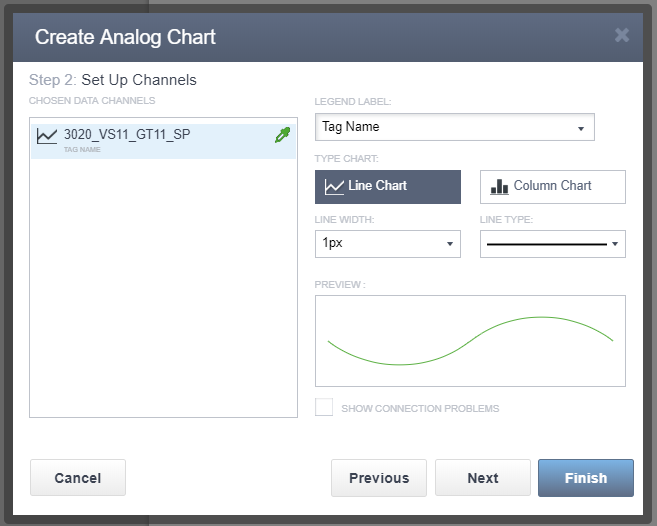 Create Analog Chart
Step 2: Set Up Channels
CHOSEN DATA CHANNELS
3020_VS11_GT11_SP
TAG NAME
LEGEND LABEL:
Tag Name
TYPE CHART:
Line Chart
Column Chart
LINE WIDTH:
LINE TYPE:
1px
PREVIEW :
SHOW CONNECTION PROBLEMS
Cancel
Previous
Next
Finish